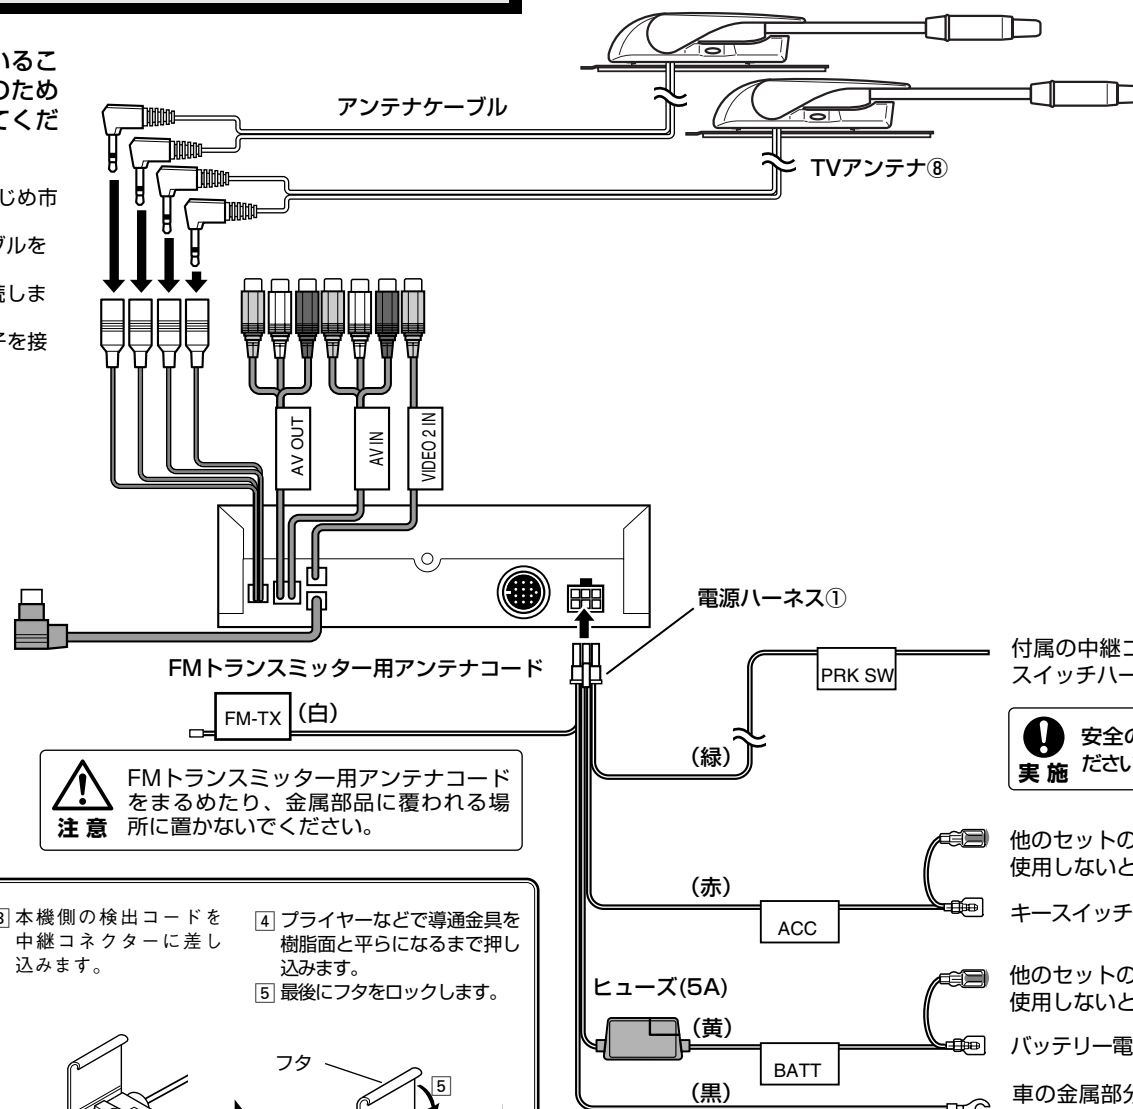 いるこ
のため
てくだ
じめ市
ブルを
続しま
子を接
アンテナケーブル
TVアンテナ⑧
AV OUT
AV IN
VIDEO 2 IN
電源ハーネス①
FMトランスミッター用アンテナコード
FM-TX
（白）
PRK SW
付属の中継コ
スイッチハー
（緑）
注 意
FMトランスミッター用アンテナコード
をまるめたり、金属部品に覆われる場
所に置かないでください。
実 施
安全の
ださい
（赤）
ACC
他のセットの
使用しないと
キースイッチ
3 本機側の検出コードを
中継コネクターに差し
込みます。
4 プライヤーなどで導通金具を
樹脂面と平らになるまで押し
込みます。
5 最後にフタをロックします。
フタ
5
ヒューズ(5A)
（黄）
BATT
他のセットの
使用しないと
バッテリー電
（黒）
車の金属部分